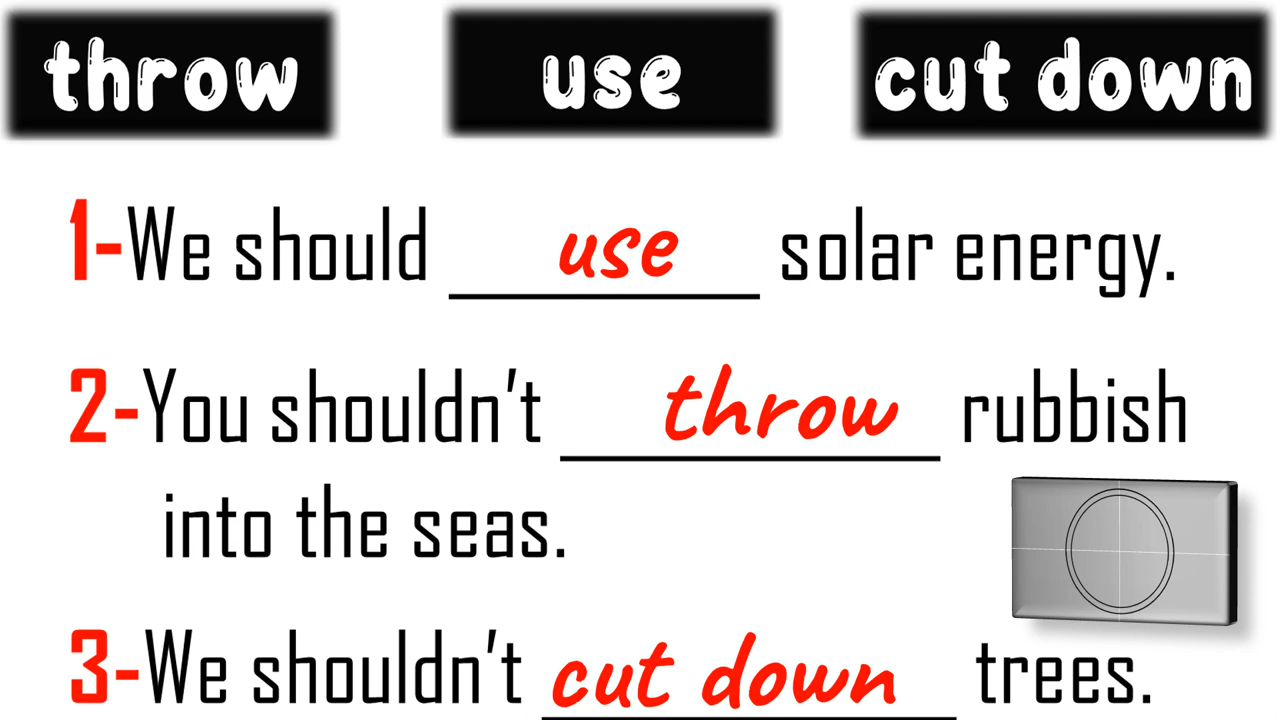 throw use cut down
1-We should use solar energy.
2-You shouldn't throw rubbish
into the seas.
3-We shouldn't cut down trees.